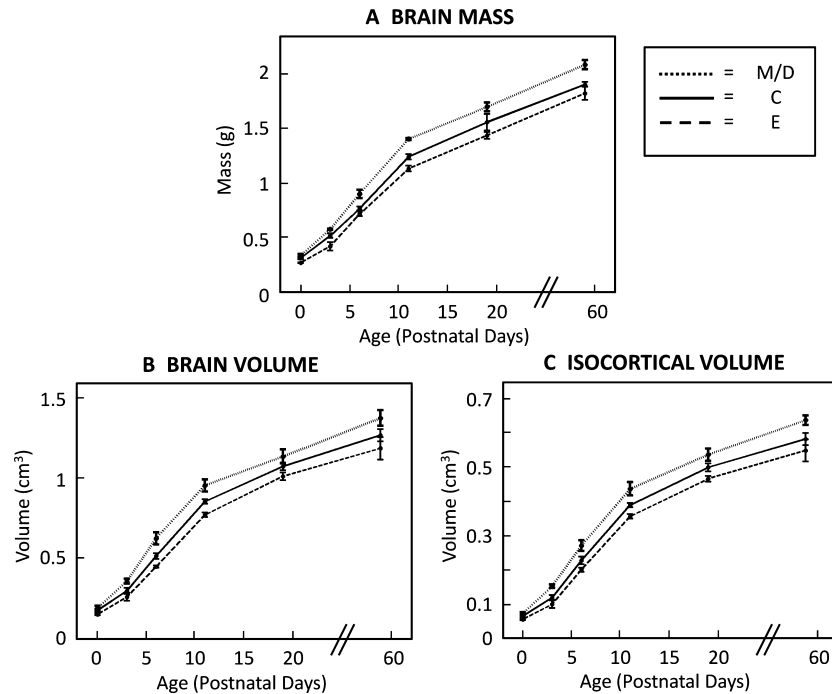 A BRAIN MASS
2
1.5
1
0.5
0
Mass (g)
0 5 10 15 20 60
Age (Postnatal Days)
= M/D
= C
= E
B BRAIN VOLUME
1.5
1
0.5
0
Volume (cm³)
0 5 10 15 20 60
Age (Postnatal Days)
C ISOCORTICAL VOLUME
0.7
0.5
0.3
0.1
0
Volume (cm³)
0 5 10 15 20 60
Age (Postnatal Days)